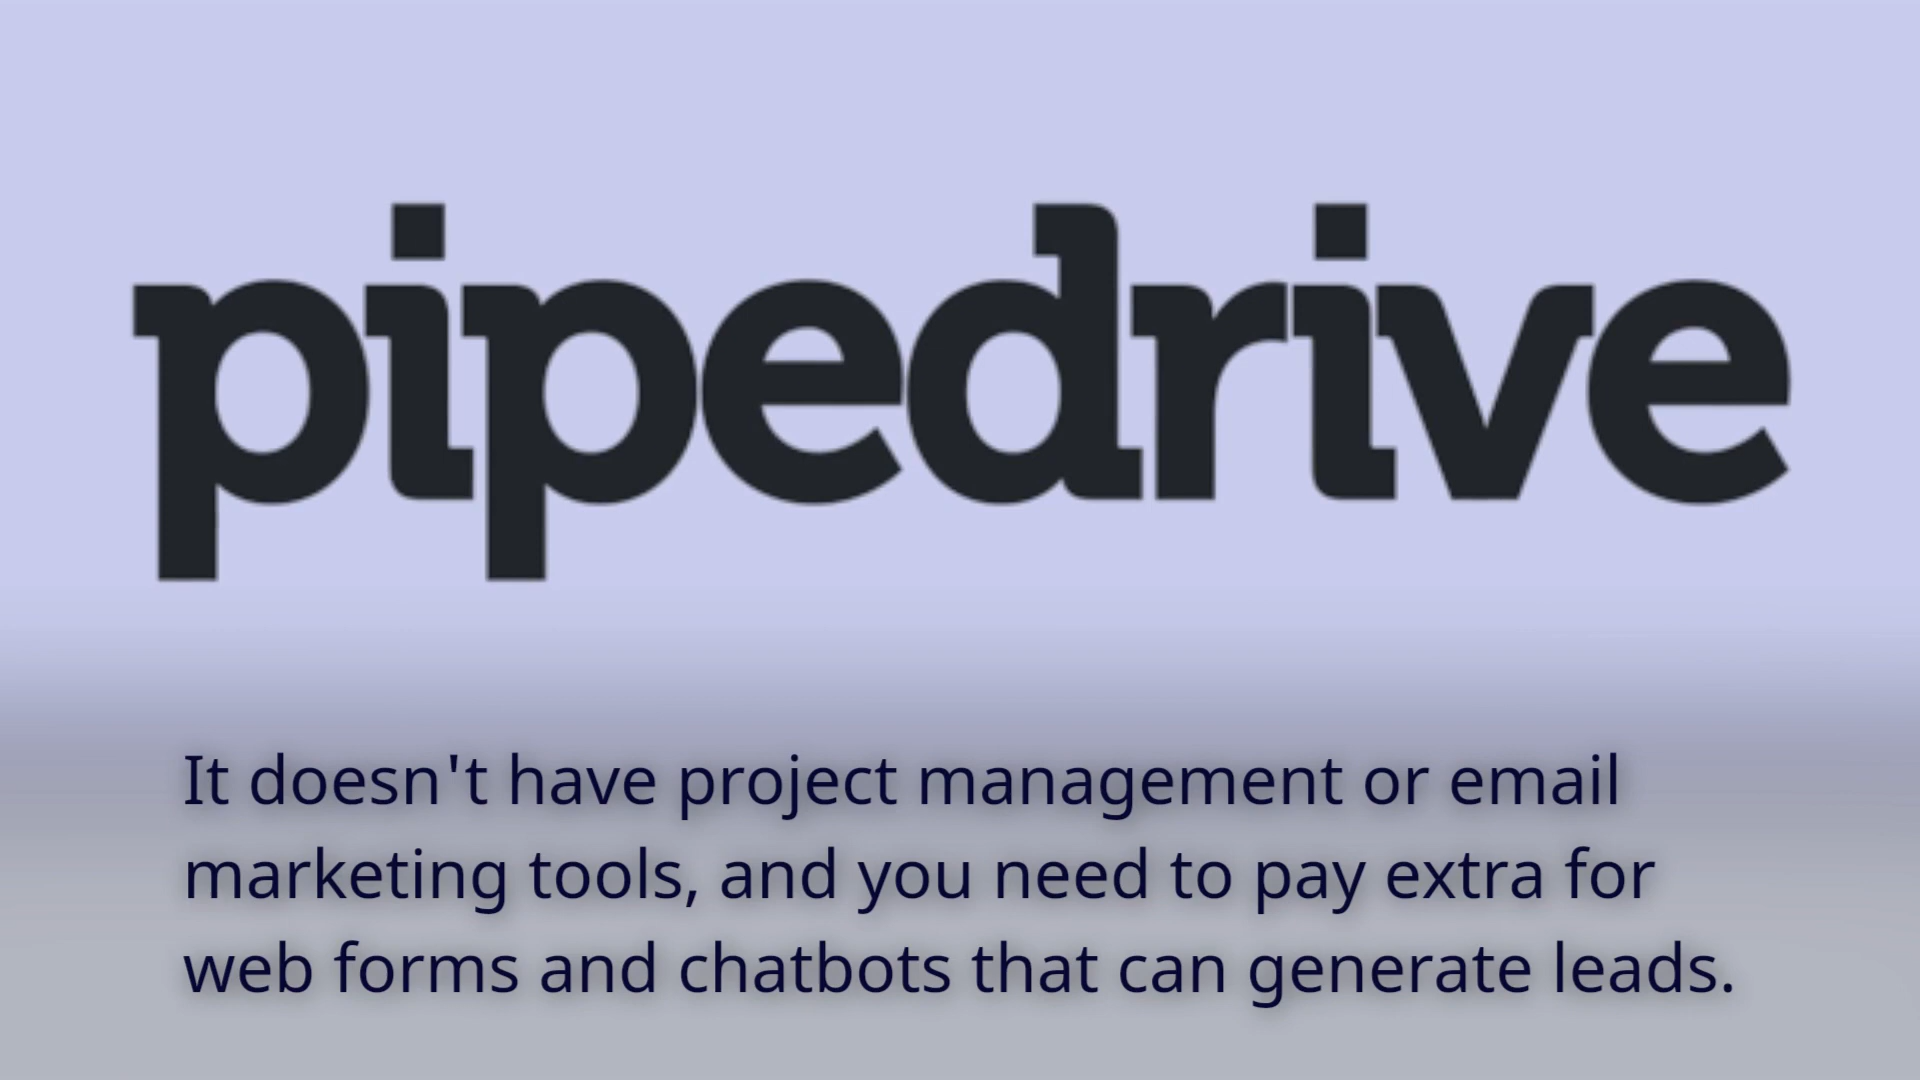 pipedrive
It doesn't have project management or email
marketing tools, and you need to pay extra for
web forms and chatbots that can generate leads.